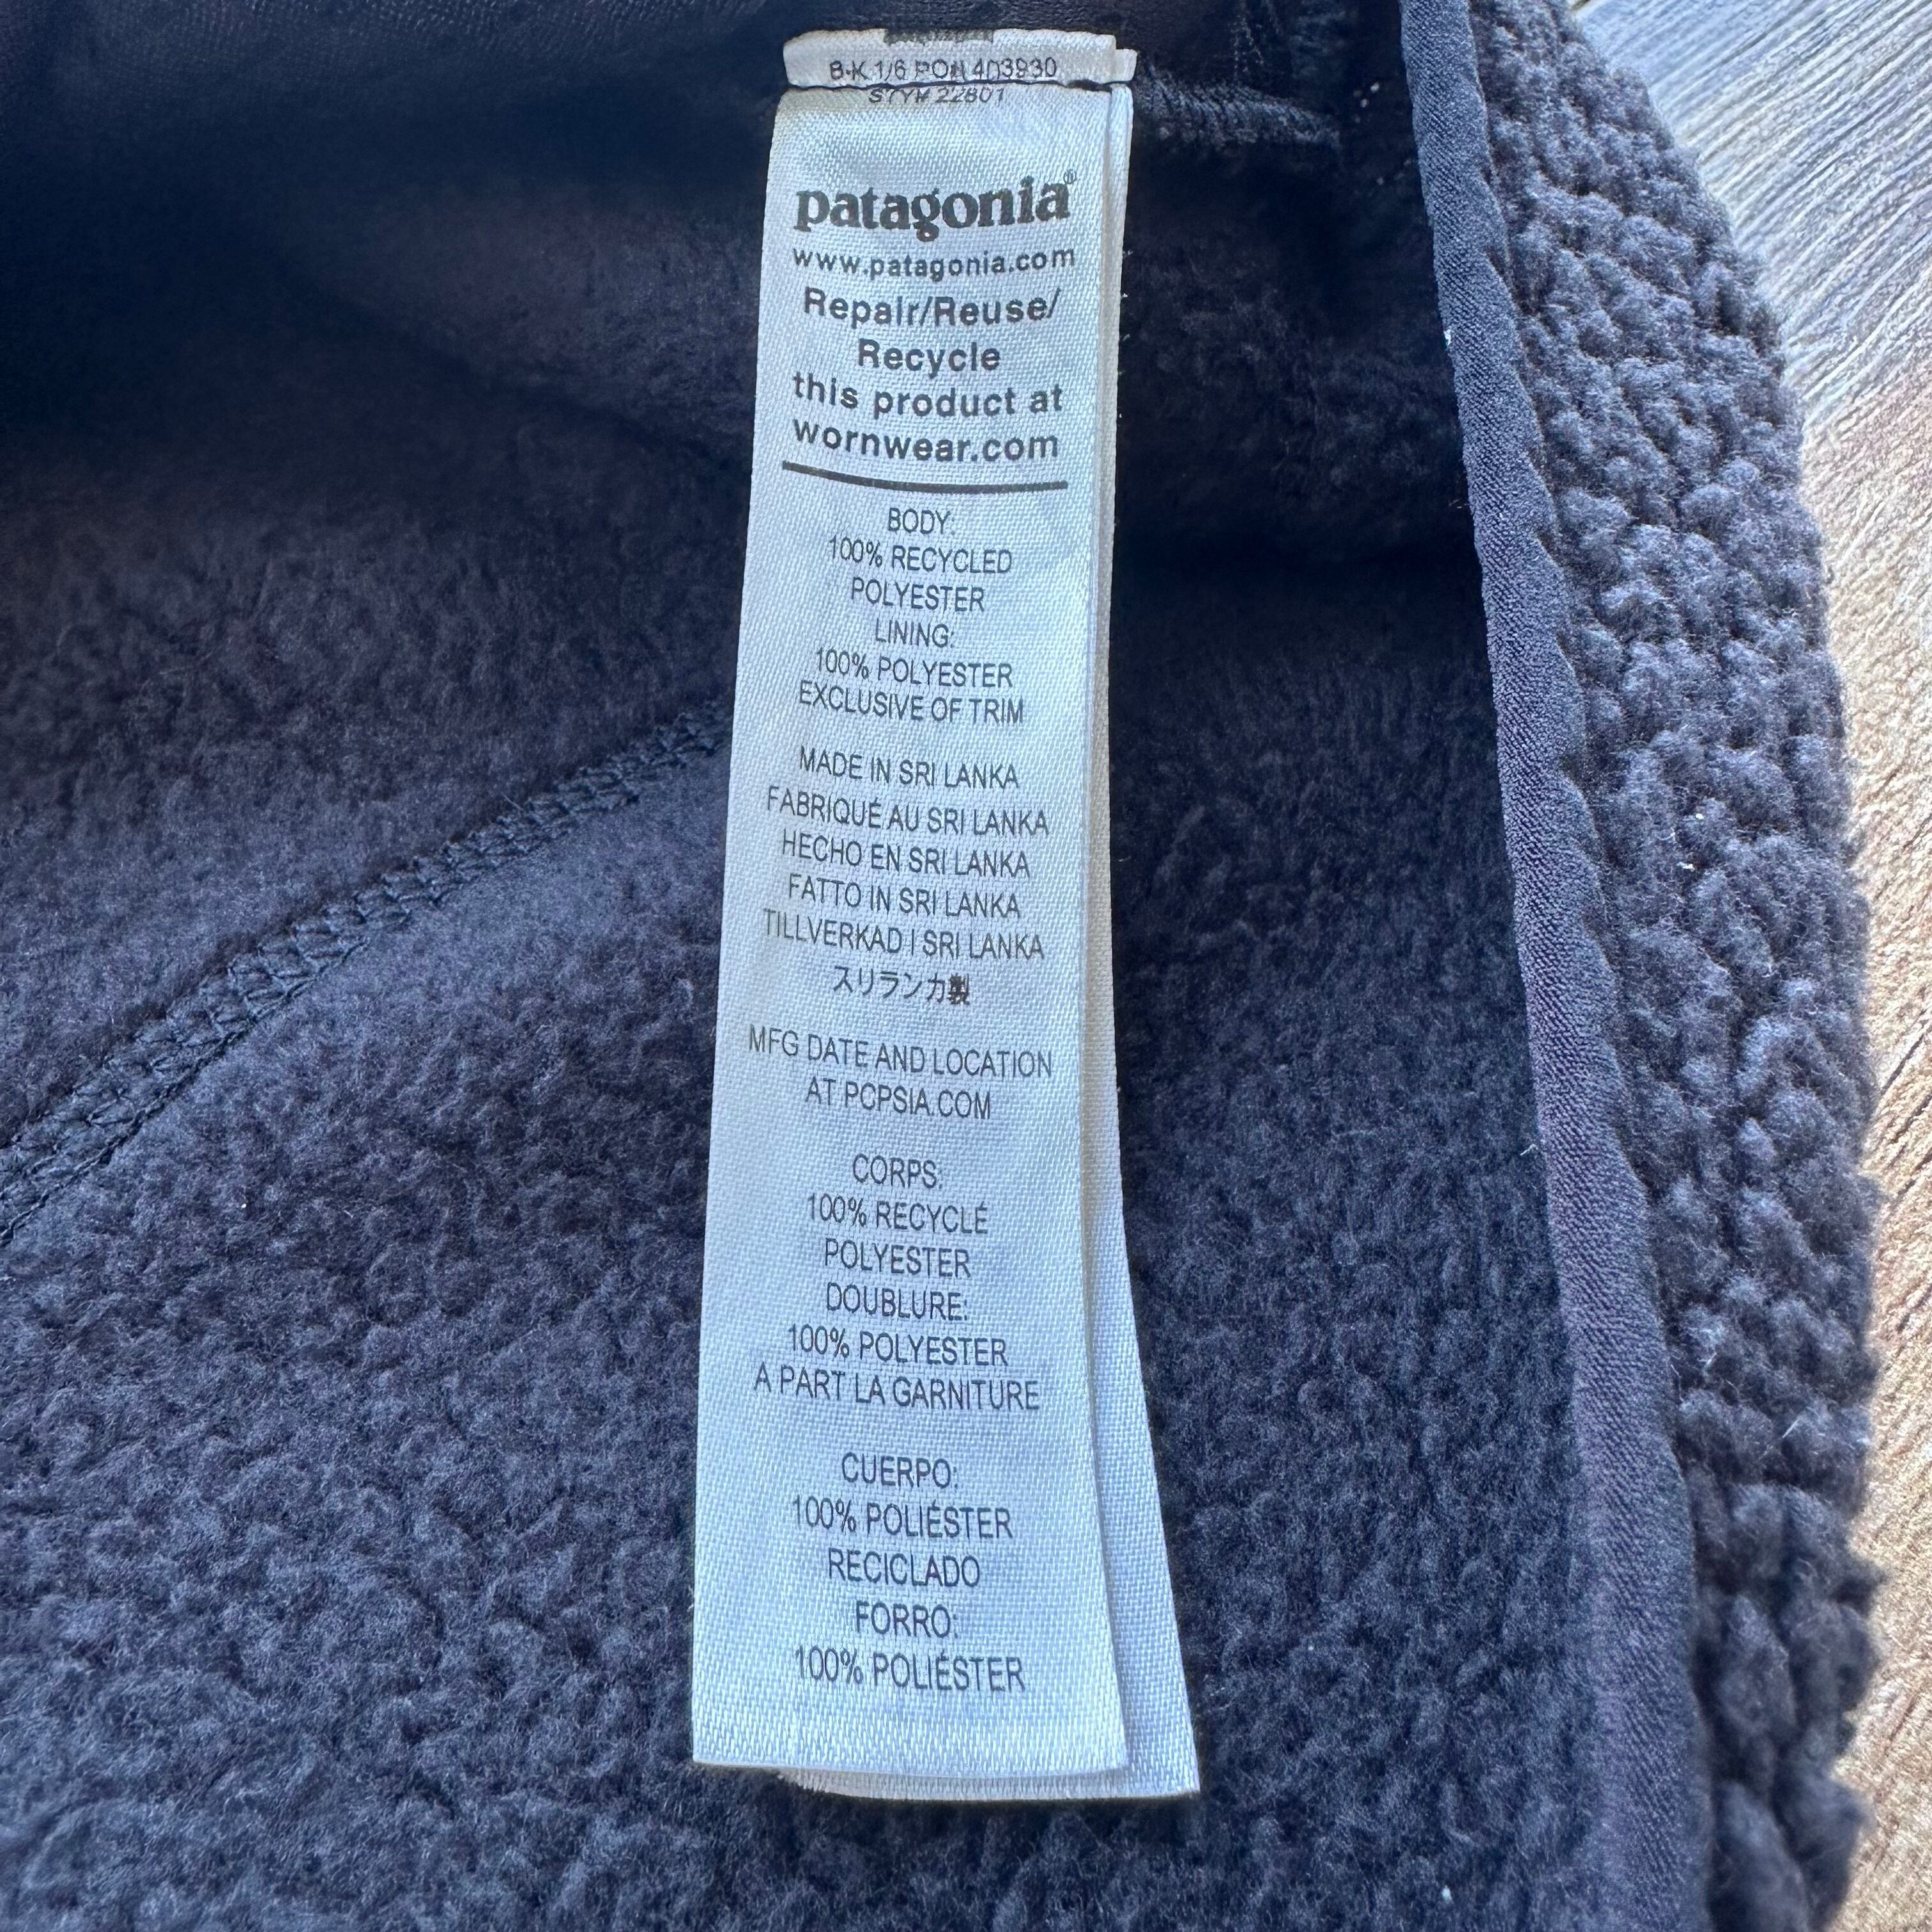 B-K 1/6 PO# 403930
STY# 22801
patagonia®
www.patagonia.com
Repair/Reuse/
Recycle
this product at
wornwear.com
BODY:
100% RECYCLED
POLYESTER
LINING:
100% POLYESTER
EXCLUSIVE OF TRIM
MADE IN SRI LANKA
FABRIQUÉ AU SRI LANKA
HECHO EN SRI LANKA
FATTO IN SRI LANKA
TILLVERKAD I SRI LANKA
スリランカ製
MFG DATE AND LOCATION
AT PCPSIA.COM
CORPS:
100% RECYCLÉ
POLYESTER
DOUBLURE:
100% POLYESTER
A PART LA GARNITURE
CUERPO:
100% POLIÉSTER
RECICLADO
FORRO:
100% POLIÉSTER